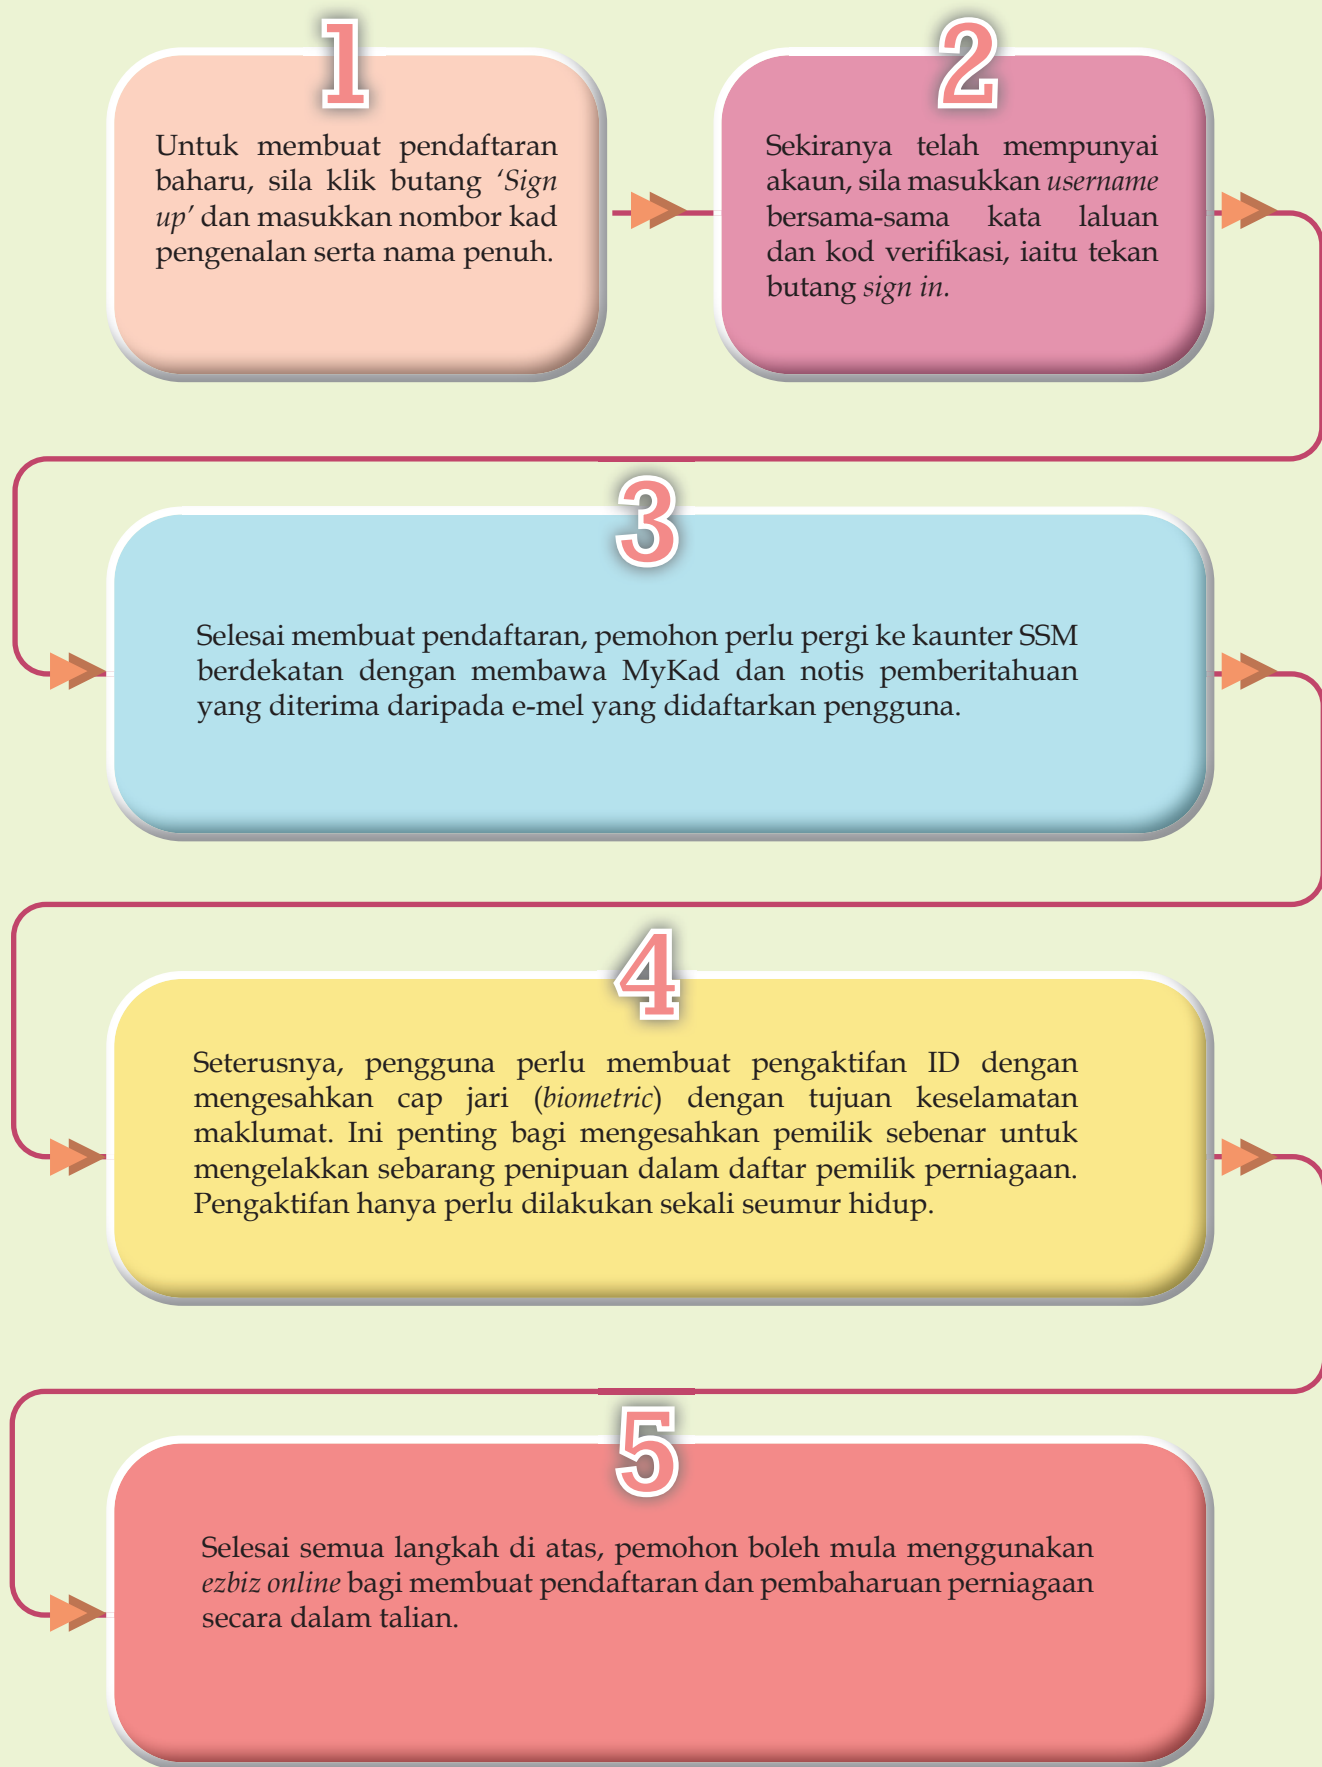 1
Untuk membuat pendaftaran
baharu, sila klik butang ‘Sign
up’ dan masukkan nombor kad
pengenalan serta nama penuh.
2
Sekiranya telah mempunyai
akaun, sila masukkan username
bersama-sama kata laluan
dan kod verifikasi, iaitu tekan
butang sign in.
3
Selesai membuat pendaftaran, pemohon perlu pergi ke kaunter SSM
berdekatan dengan membawa MyKad dan notis pemberitahuan
yang diterima daripada e-mel yang didaftarkan pengguna.
4
Seterusnya, pengguna perlu membuat pengaktifan ID dengan
mengesahkan cap jari (biometric) dengan tujuan keselamatan
maklumat. Ini penting bagi mengesahkan pemilik sebenar untuk
mengelakkan sebarang penipuan dalam daftar pemilik perniagaan.
Pengaktifan hanya perlu dilakukan sekali seumur hidup.
5
Selesai semua langkah di atas, pemohon boleh mula menggunakan
ezbiz online bagi membuat pendaftaran dan pembaharuan perniagaan
secara dalam talian.